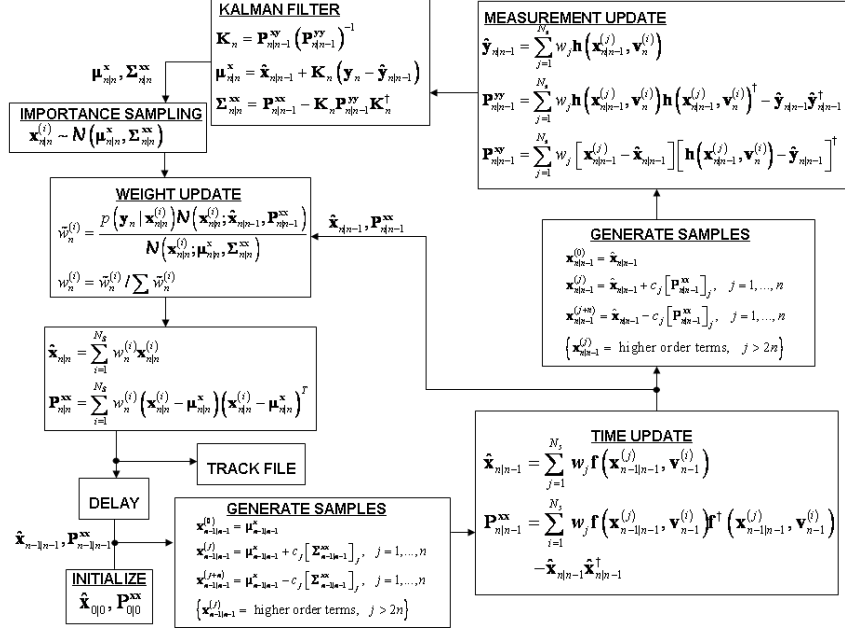 KALMAN FILTER
K_n = P^{xy}_{n|n-1} (P^{yy}_{n|n-1})^{-1}
μ^x_{n|n} = x̂_{n|n-1} + K_n (y_n − ŷ_{n|n-1})
Σ^{xx}_{n|n} = P^{xx}_{n|n-1} − K_n P^{yy}_{n|n-1} K_n^†
MEASUREMENT UPDATE
ŷ_{n|n-1} = ∑_{j=1}^{N_s} w_j h(x^{(j)}_{n|n-1}, v^{(i)}_n)
P^{yy}_{n|n-1} = ∑_{j=1}^{N_s} w_j h(x^{(j)}_{n|n-1}, v^{(i)}_n) h(x^{(j)}_{n|n-1}, v^{(i)}_n)^† − ŷ_{n|n-1} ŷ^†_{n|n-1}
P^{xy}_{n|n-1} = ∑_{j=1}^{N_s} w_j [x^{(j)}_{n|n-1} − x̂_{n|n-1}] [h(x^{(j)}_{n|n-1}, v^{(i)}_n) − ŷ_{n|n-1}]^†
μ^x_{n|n}, Σ^{xx}_{n|n}
IMPORTANCE SAMPLING
x^{(i)}_{n|n} ~ N(μ^x_{n|n}, Σ^{xx}_{n|n})
WEIGHT UPDATE
w̃^{(i)}_n = p(y_n | x^{(i)}_{n|n}) N(x^{(i)}_{n|n}; x̂_{n|n-1}, P^{xx}_{n|n-1}) / N(x^{(i)}_{n|n}; μ^x_{n|n}, Σ^{xx}_{n|n})
w^{(i)}_n = w̃^{(i)}_n / ∑ w̃^{(i)}_n
x̂_{n|n-1}, P^{xx}_{n|n-1}
GENERATE SAMPLES
x^{(0)}_{n|n-1} = x̂_{n|n-1}
x^{(j)}_{n|n-1} = x̂_{n|n-1} + c_j [P^{xx}_{n|n-1}]_j, j = 1,...,n
x^{(j+n)}_{n|n-1} = x̂_{n|n-1} − c_j [P^{xx}_{n|n-1}]_j, j = 1,...,n
{x^{(j)}_{n|n-1} = higher order terms, j > 2n}
x̂_{n|n} = ∑_{i=1}^{N_S} w^{(i)}_n x^{(i)}_{n|n}
P^{xx}_{n|n} = ∑_{i=1}^{N_S} w^{(i)}_n (x^{(i)}_{n|n} − μ^x_{n|n}) (x^{(i)}_{n|n} − μ^x_{n|n})^T
TRACK FILE
DELAY
x̂_{n-1|n-1}, P^{xx}_{n-1|n-1}
INITIALIZE
x̂_{0|0}, P^{xx}_{0|0}
GENERATE SAMPLES
x^{(0)}_{n-1|n-1} = μ^x_{n-1|n-1}
x^{(j)}_{n-1|n-1} = μ^x_{n-1|n-1} + c_j [Σ^{xx}_{n-1|n-1}]_j, j = 1,...,n
x^{(j+n)}_{n-1|n-1} = μ^x_{n-1|n-1} − c_j [Σ^{xx}_{n-1|n-1}]_j, j = 1,...,n
{x^{(j)}_{n-1|n-1} = higher order terms, j > 2n}
TIME UPDATE
x̂_{n|n-1} = ∑_{j=1}^{N_s} w_j f(x^{(j)}_{n-1|n-1}, v^{(i)}_{n-1})
P^{xx}_{n|n-1} = ∑_{j=1}^{N_s} w_j f(x^{(j)}_{n-1|n-1}, v^{(i)}_{n-1}) f^†(x^{(j)}_{n-1|n-1}, v^{(i)}_{n-1})
− x̂_{n|n-1} x̂^†_{n|n-1}